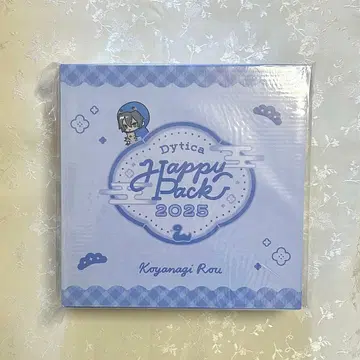 Dytica
Happy
Pack
2025
Koyanagi Rou